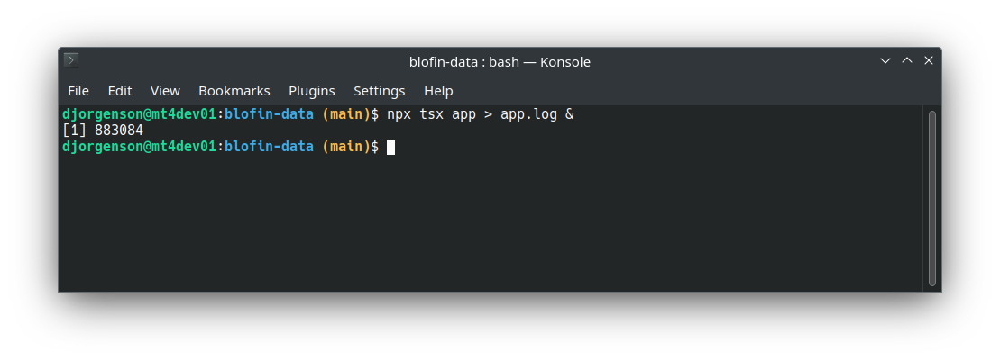 blofin-data : bash — Konsole
File Edit View Bookmarks Plugins Settings Help
djorgenson@mt4dev01:blofin-data (main)$ npx tsx app > app.log &
[1] 883084
djorgenson@mt4dev01:blofin-data (main)$